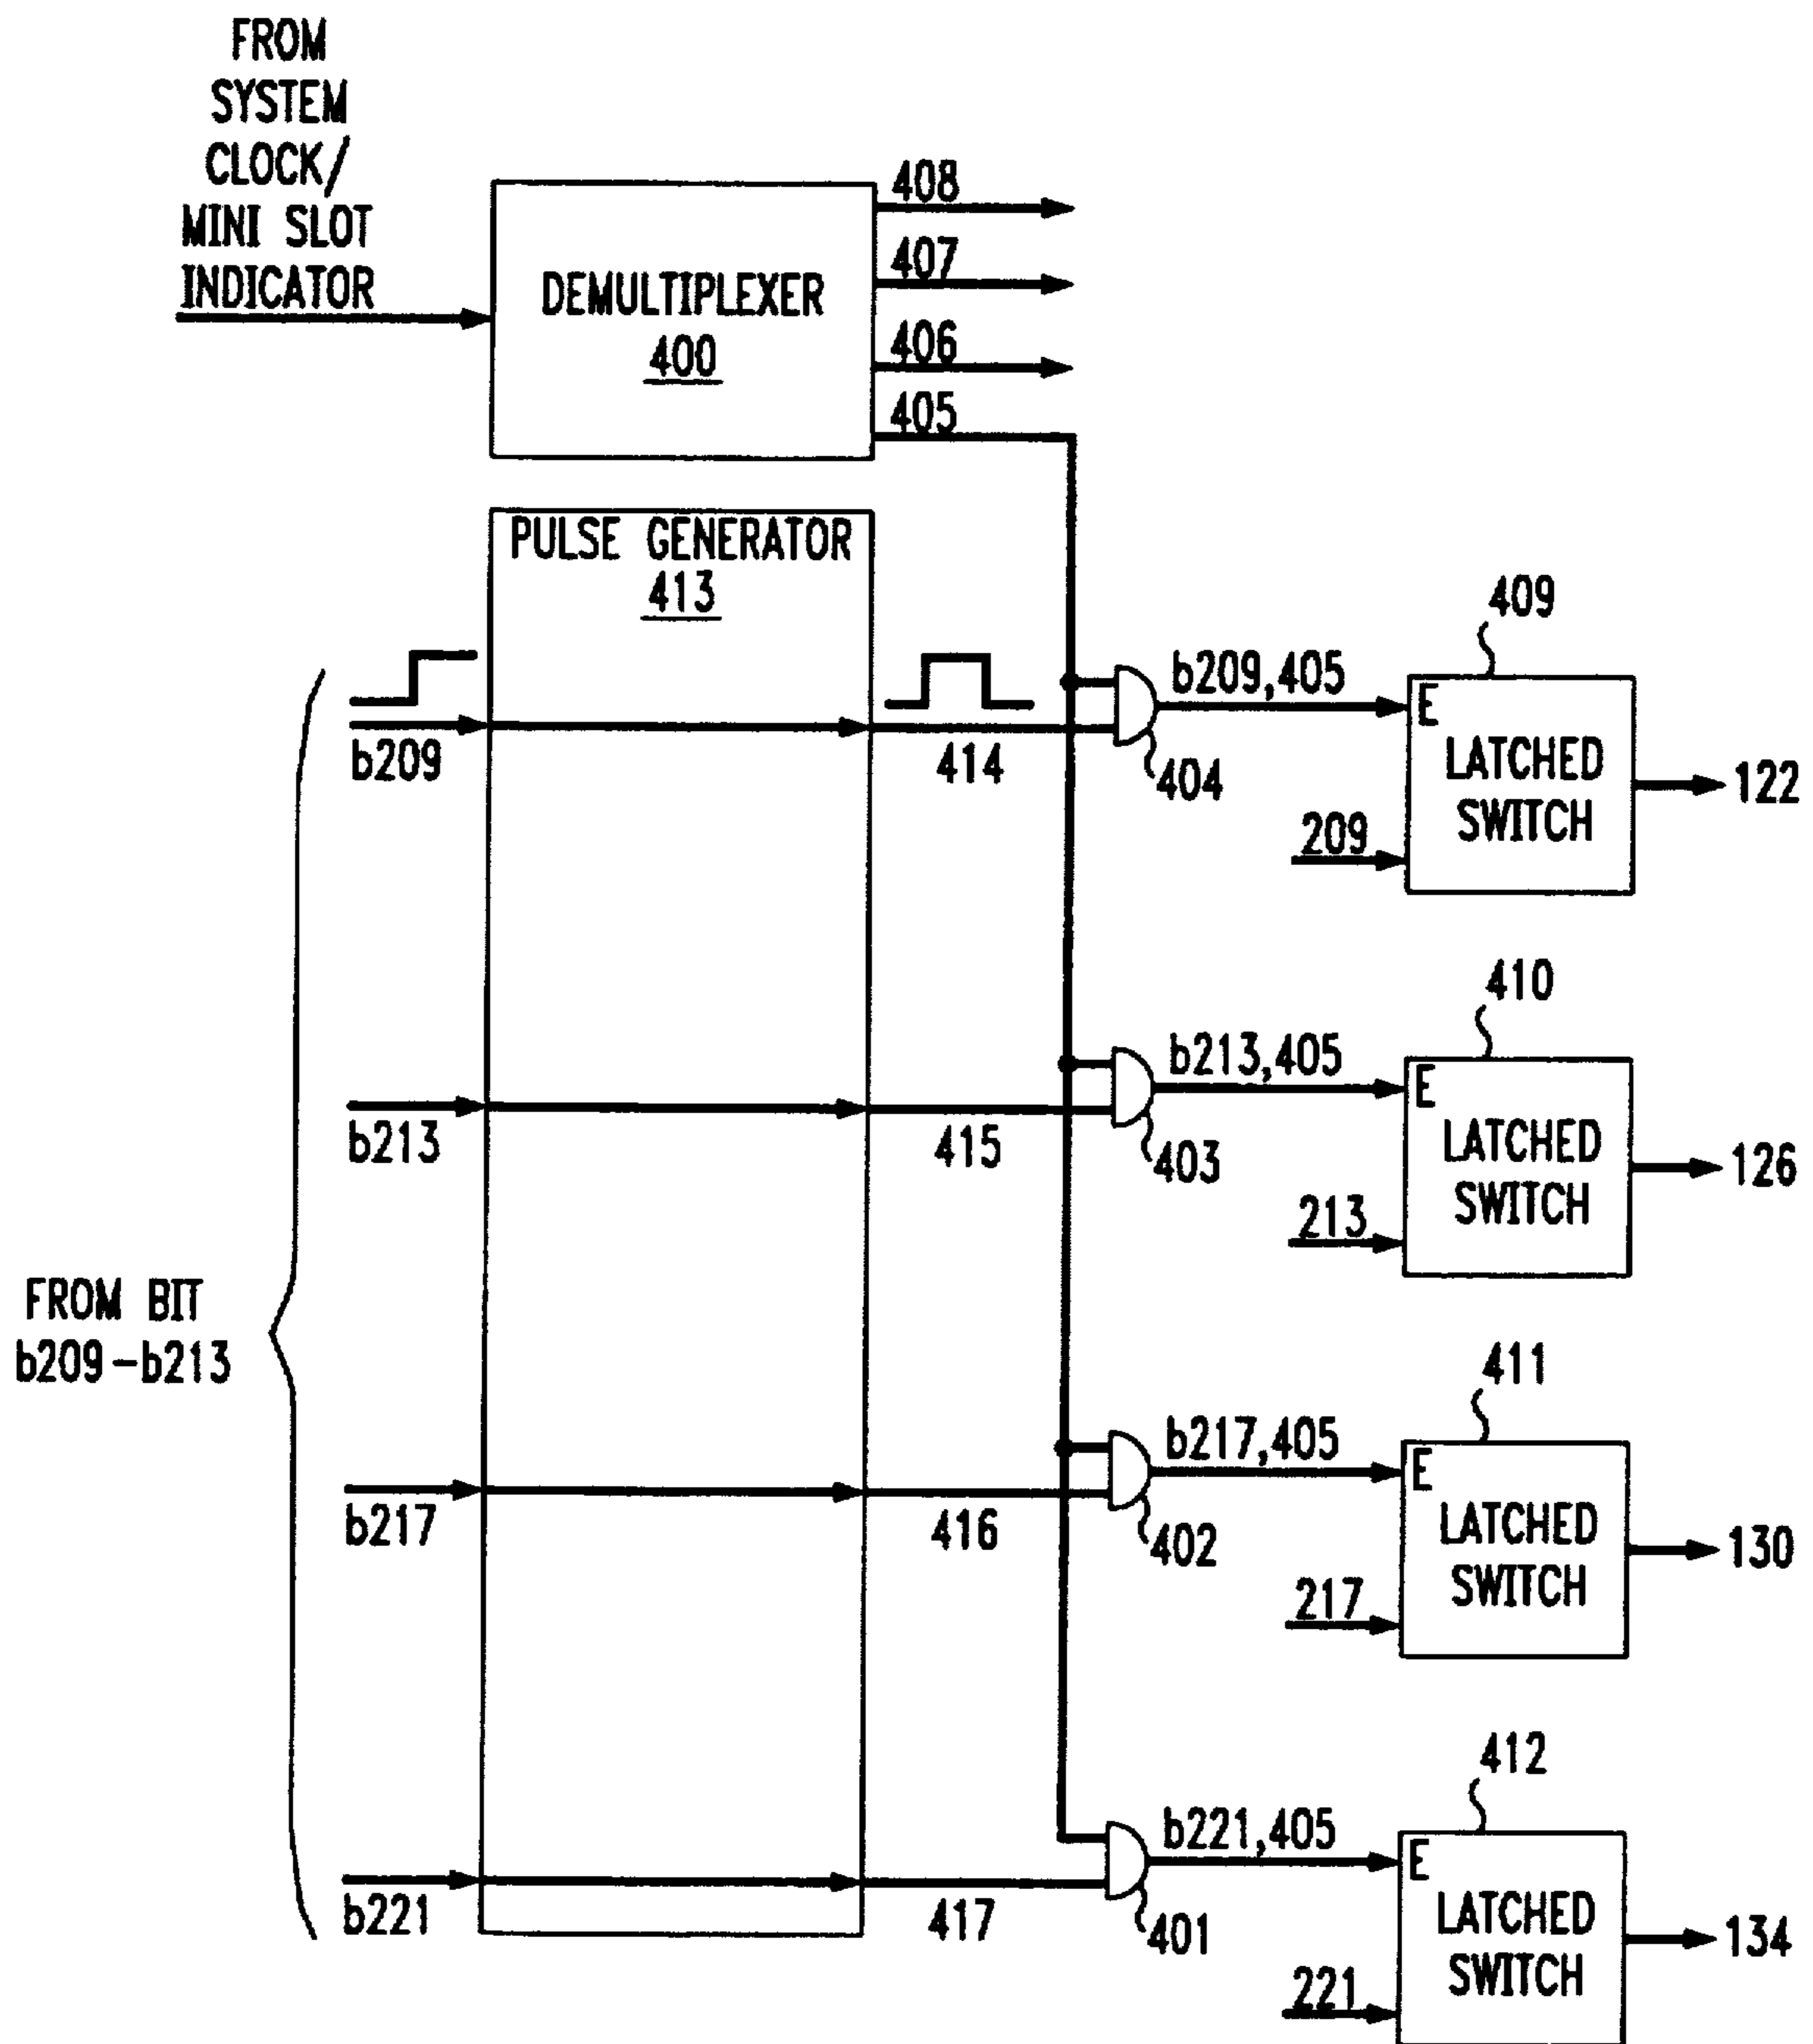 FROM
SYSTEM
CLOCK/
MINI SLOT
INDICATOR
DEMULTIPLEXER
400
408
407
406
405
PULSE GENERATOR
413
FROM BIT
b209-b213
b209
414
404
b209,405
409
E
LATCHED
SWITCH
209
122
b213
415
403
b213,405
410
E
LATCHED
SWITCH
213
126
b217
416
402
b217,405
411
E
LATCHED
SWITCH
217
130
b221
417
401
b221,405
412
E
LATCHED
SWITCH
221
134